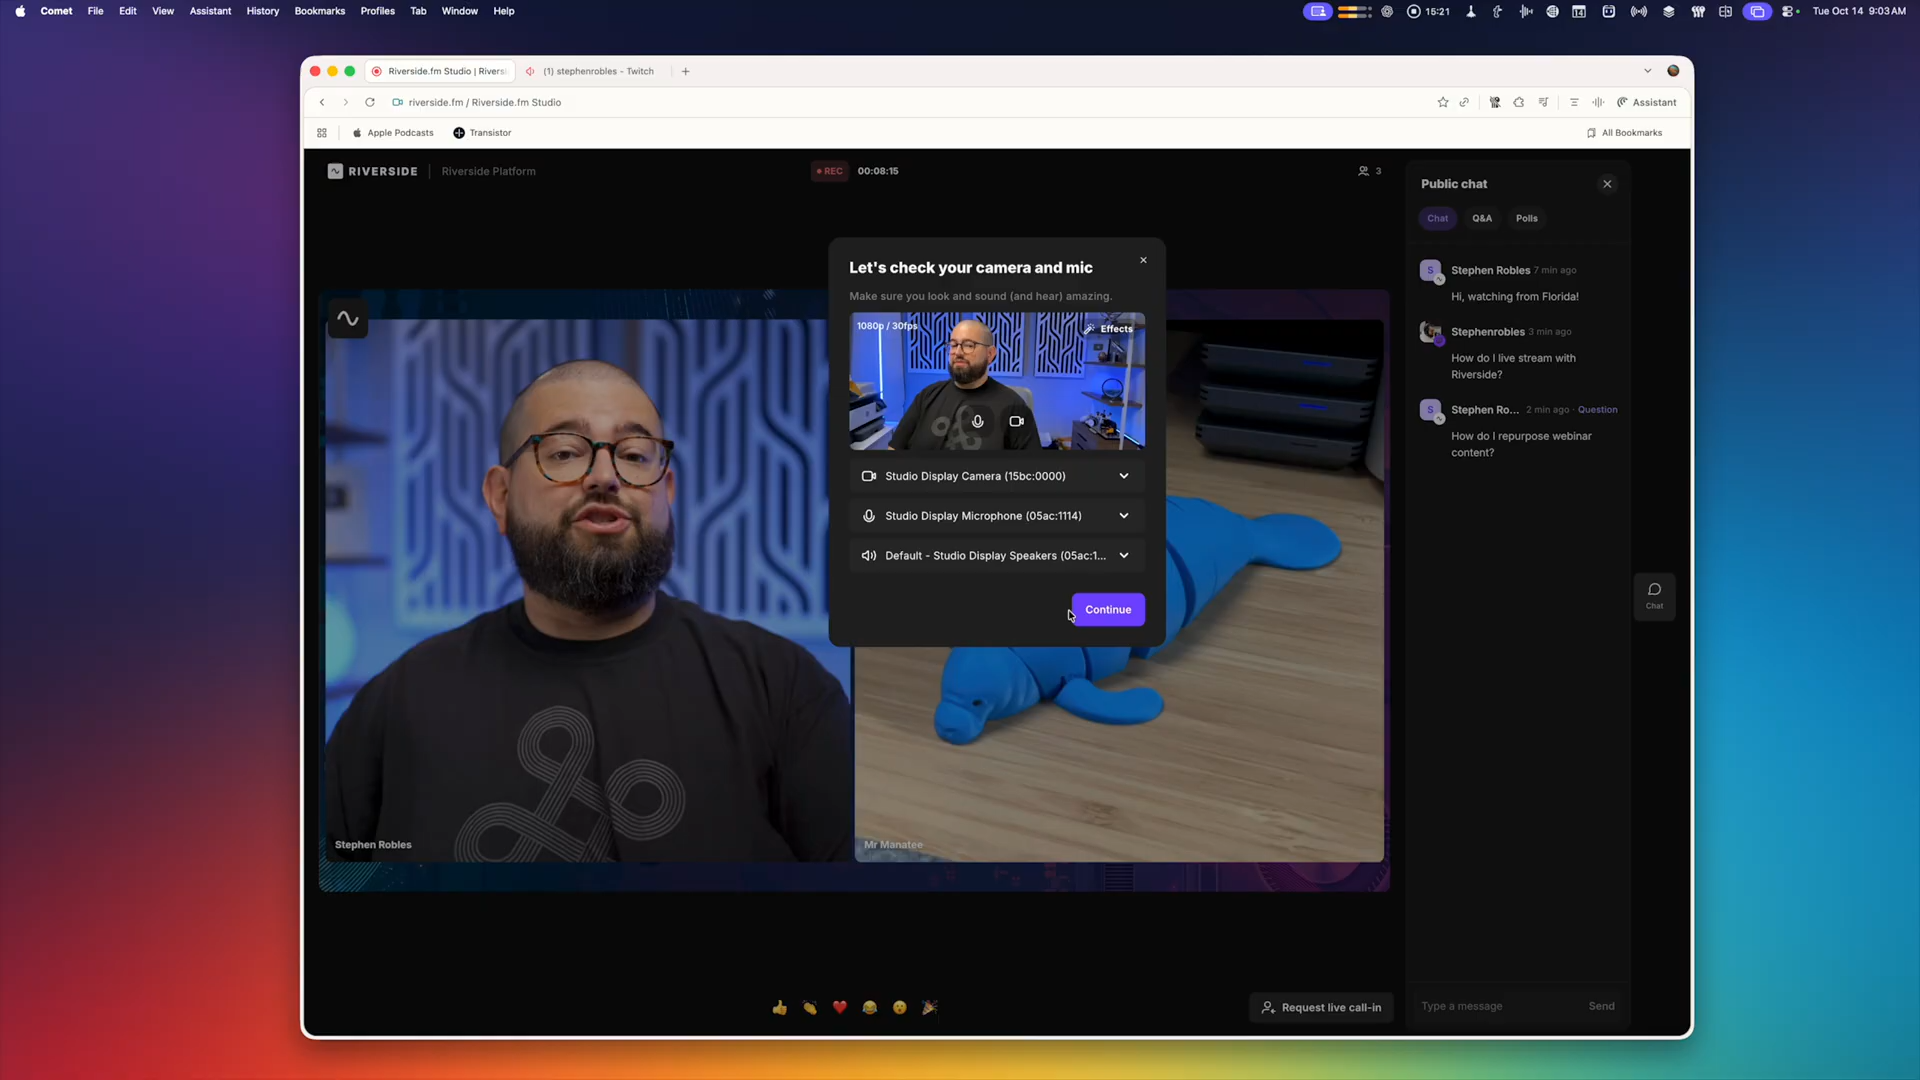 Comet File Edit View Assistant History Bookmarks Profiles Tab Window Help
15:21
14
Tue Oct 14 9:03 AM
Riverside.fm Studio | Rivers
(1) stephenrobles - Twitch
riverside.fm / Riverside.fm Studio
Assistant
Apple Podcasts
Transistor
All Bookmarks
RIVERSIDE
Riverside Platform
REC
00:08:15
3
Let's check your camera and mic
Make sure you look and sound (and hear) amazing.
1080p / 30fps
Effects
Studio Display Camera (15bc:0000)
Studio Display Microphone (05ac:1114)
Default - Studio Display Speakers (05ac:1...
Continue
Stephen Robles
Mr Manatee
Request live call-in
Public chat
Chat
Q&A
Polls
S
Stephen Robles 7 min ago
Hi, watching from Florida!
Stephenrobles 3 min ago
How do I live stream with
Riverside?
S
Stephen Ro... 2 min ago · Question
How do I repurpose webinar
content?
Type a message
Send
Chat